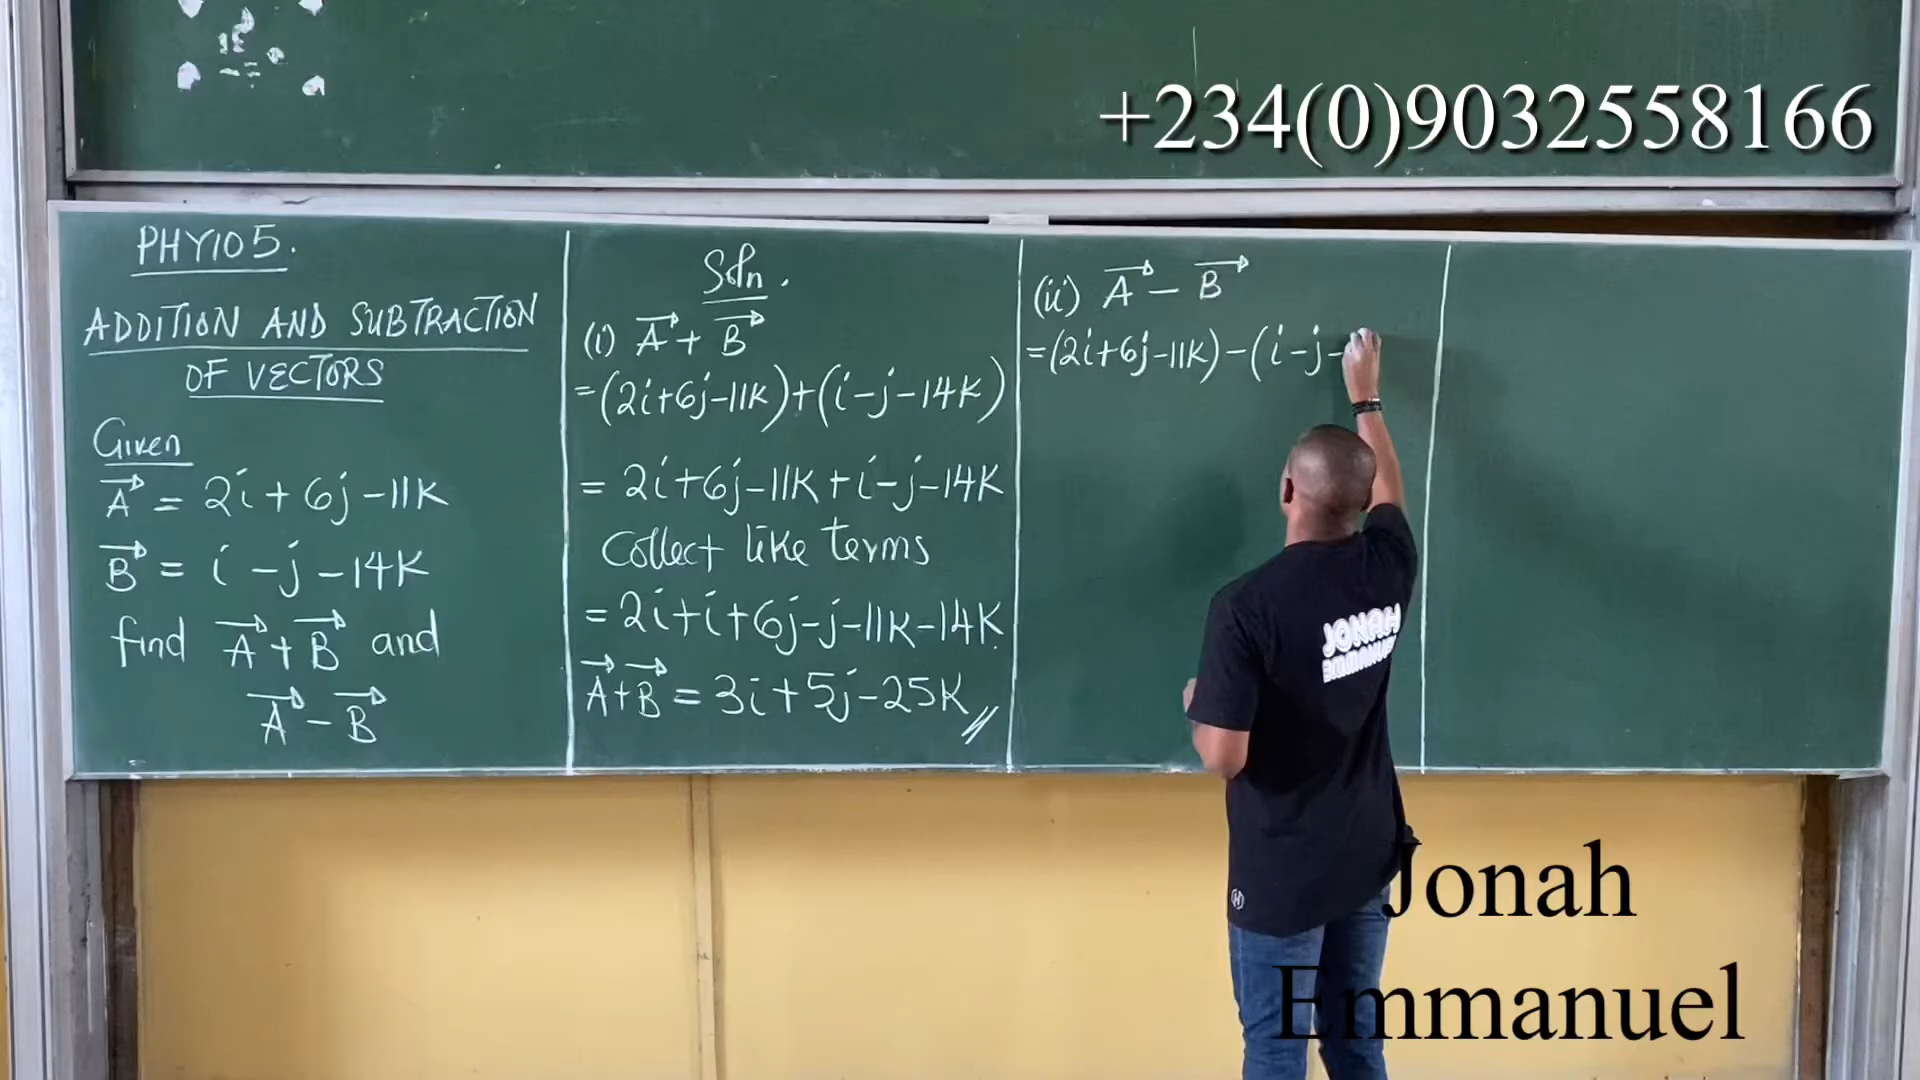 +234(0)9032558166
PHY105.
ADDITION AND SUBTRACTION
OF VECTORS
Given
A = 2i + 6j - 11K
B = i - j - 14K
find A + B and
A - B
Soln.
(i) A + B
= (2i+6j-11K)+(i-j-14K)
= 2i+6j-11K+i-j-14K
Collect like terms
= 2i+i+6j-j-11K-14K.
A+B = 3i+5j-25K //
(ii) A - B
=(2i+6j-11K)-(i-j-
JONAH
EMMANUEL
Jonah
Emmanuel